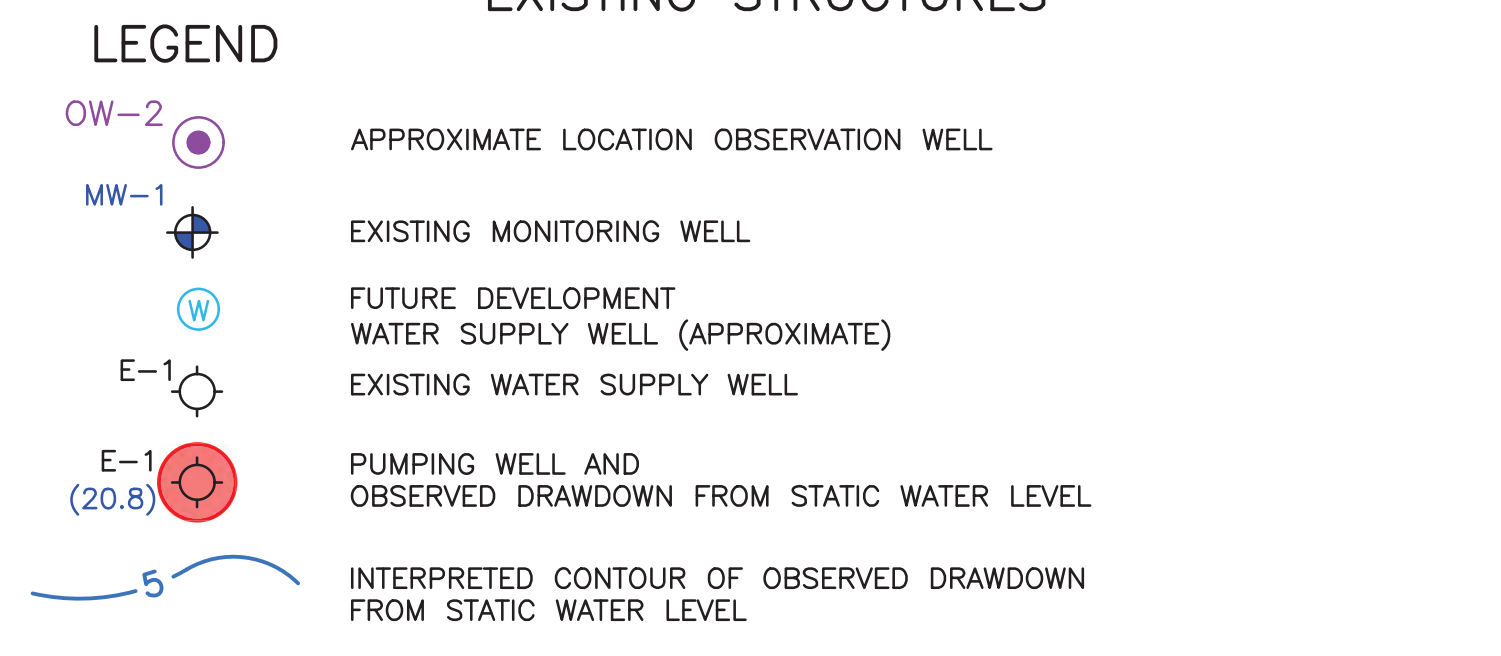 EXISTING STRUCTURES
LEGEND
OW-2
APPROXIMATE LOCATION OBSERVATION WELL
MW-1
EXISTING MONITORING WELL
W
FUTURE DEVELOPMENT
WATER SUPPLY WELL (APPROXIMATE)
E-1
EXISTING WATER SUPPLY WELL
E-1
(20.8)
PUMPING WELL AND
OBSERVED DRAWDOWN FROM STATIC WATER LEVEL
5
INTERPRETED CONTOUR OF OBSERVED DRAWDOWN
FROM STATIC WATER LEVEL